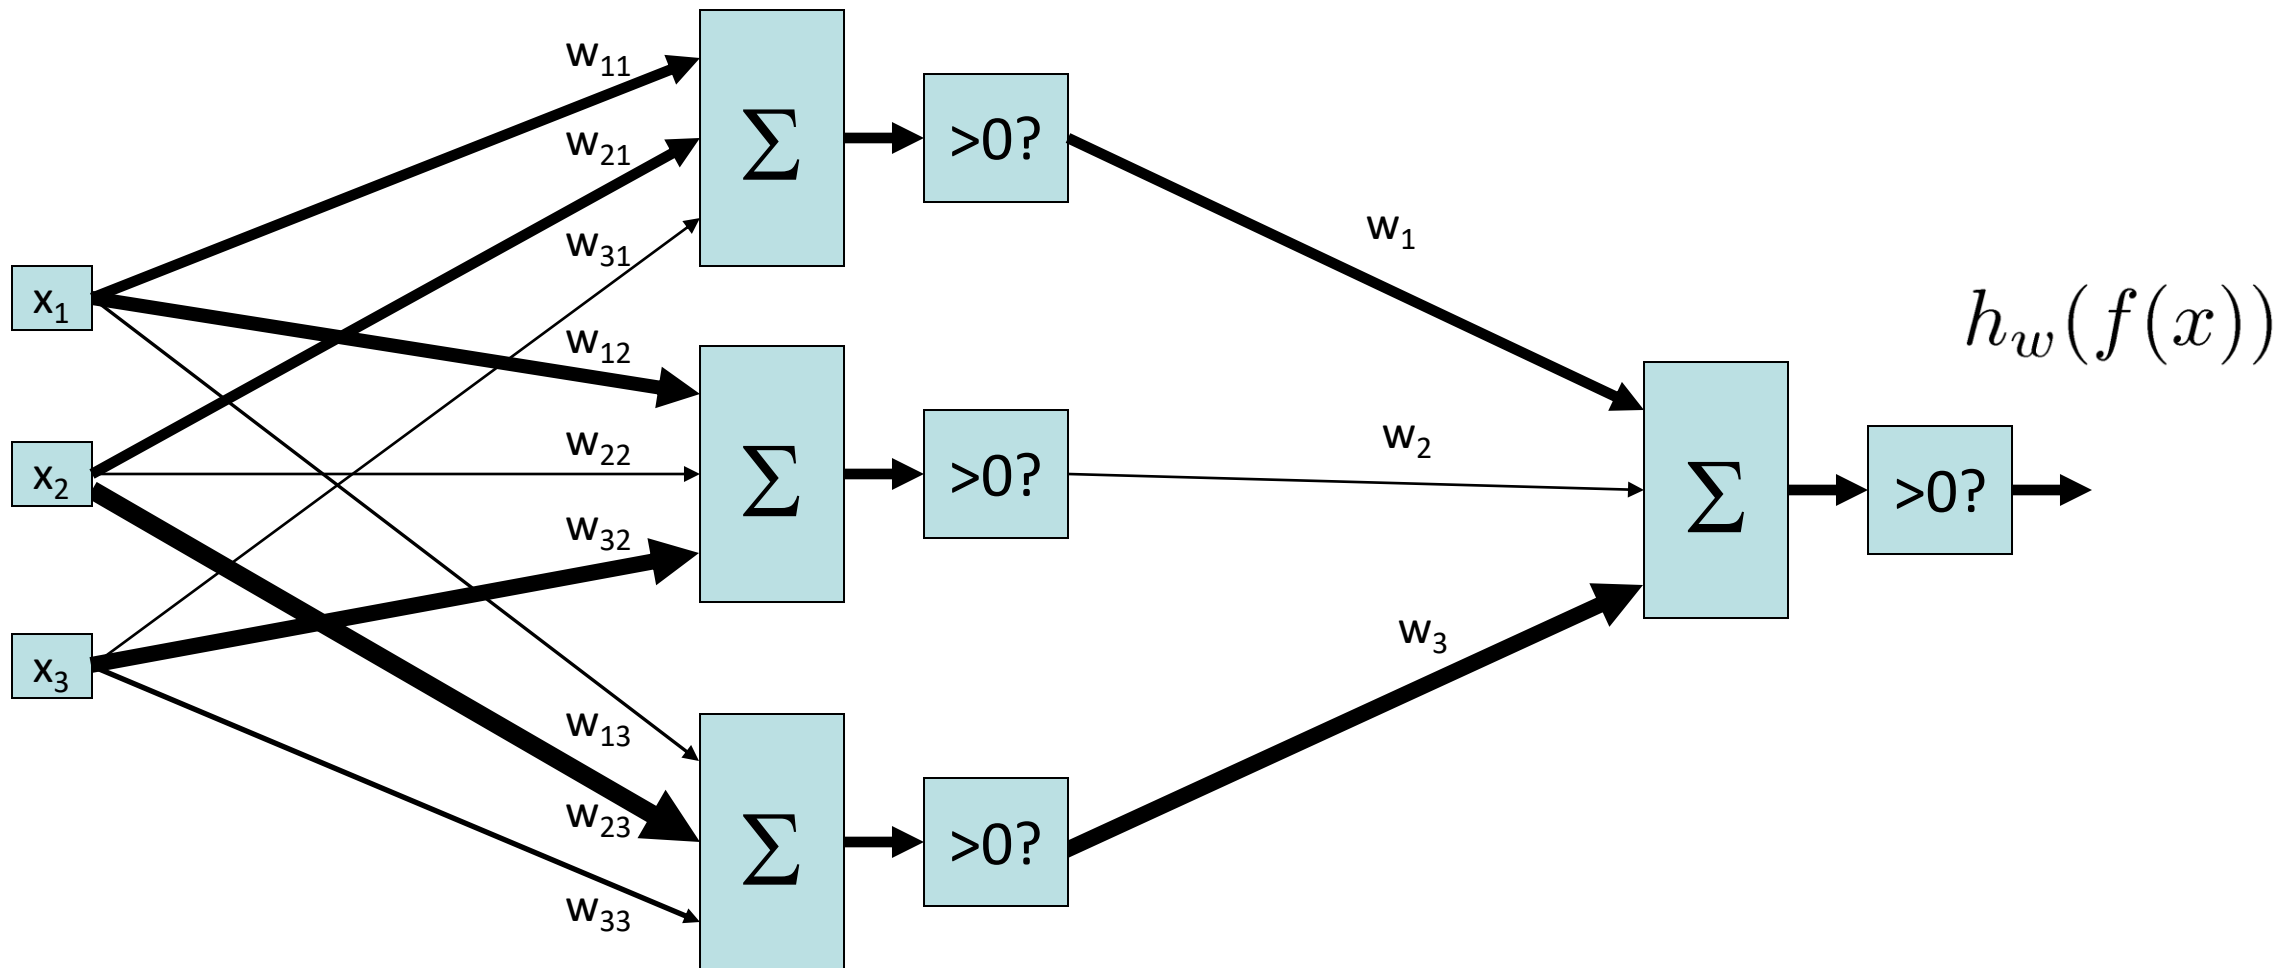 w₁₁
w₂₁
w₃₁
Σ
>0?
w₁
x₁
x₂
x₃
w₁₂
w₂₂
w₃₂
Σ
>0?
w₂
w₁₃
w₂₃
w₃₃
Σ
>0?
w₃
Σ
>0?
h_w(f(x))